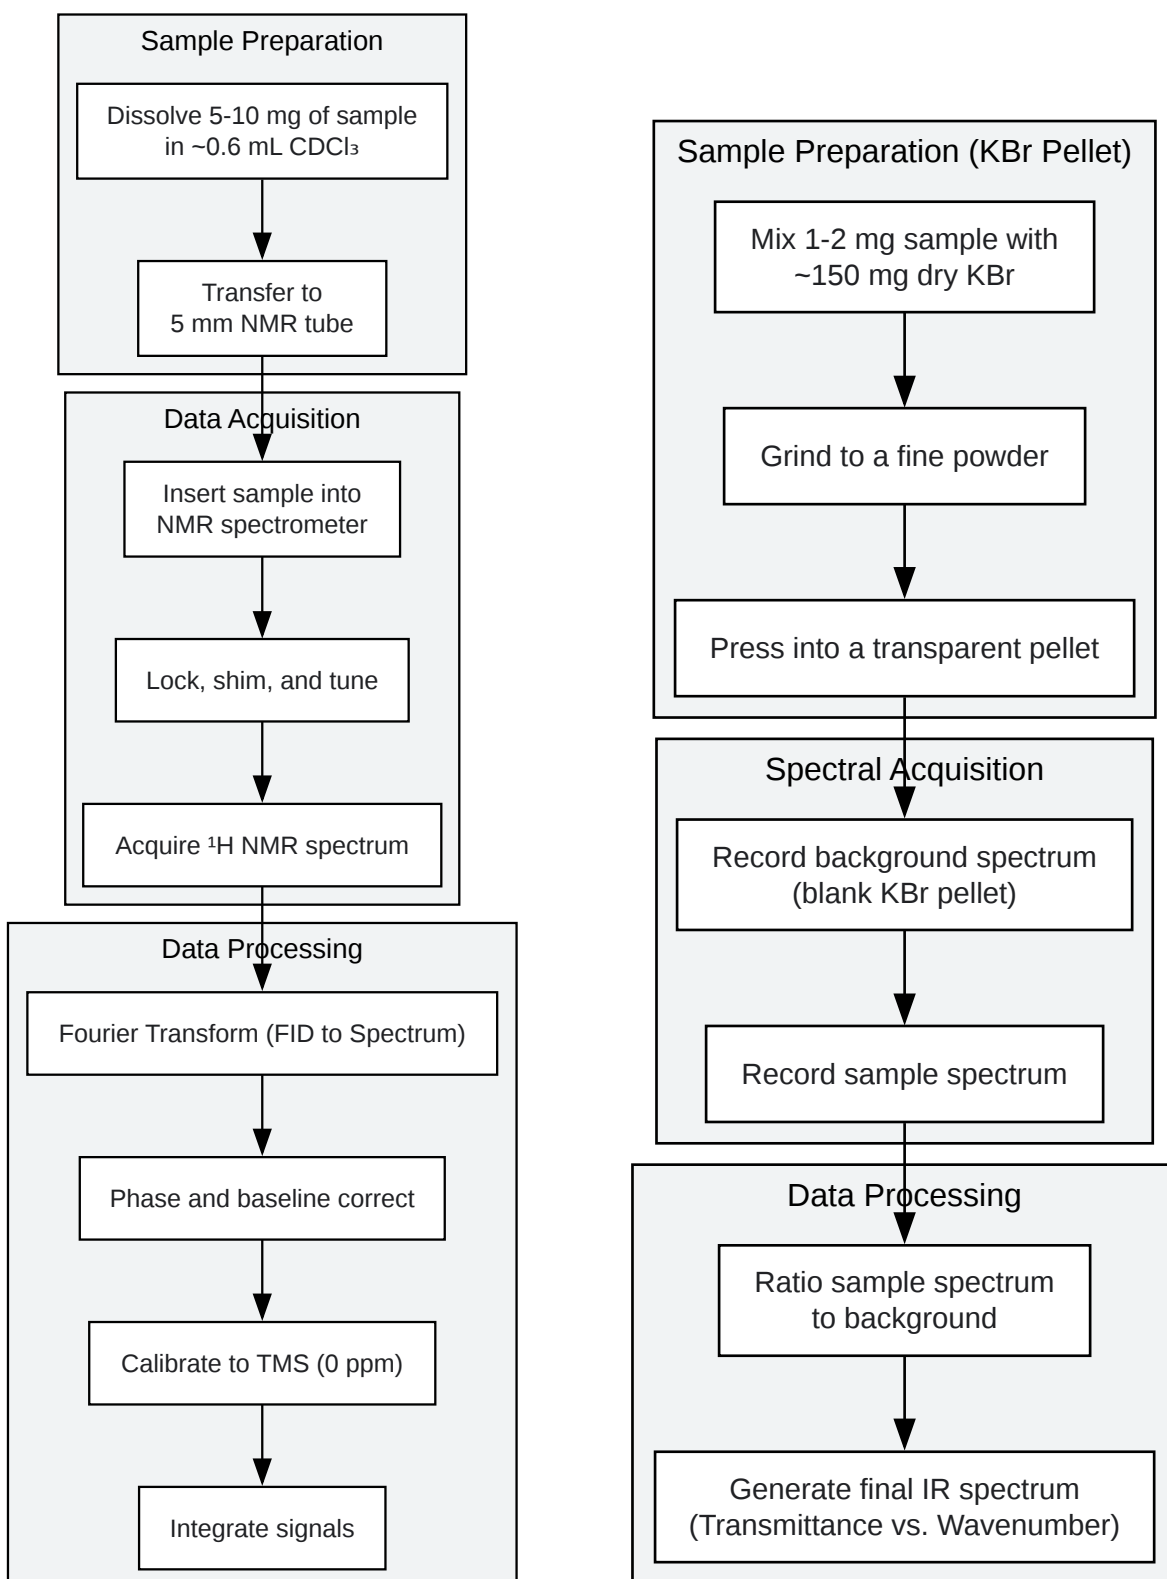 Sample Preparation
Dissolve 5-10 mg of sample
in ~0.6 mL CDCl₃
Transfer to
5 mm NMR tube
Data Acquisition
Insert sample into
NMR spectrometer
Lock, shim, and tune
Acquire ¹H NMR spectrum
Data Processing
Fourier Transform (FID to Spectrum)
Phase and baseline correct
Calibrate to TMS (0 ppm)
Integrate signals
Sample Preparation (KBr Pellet)
Mix 1-2 mg sample with
~150 mg dry KBr
Grind to a fine powder
Press into a transparent pellet
Spectral Acquisition
Record background spectrum
(blank KBr pellet)
Record sample spectrum
Data Processing
Ratio sample spectrum
to background
Generate final IR spectrum
(Transmittance vs. Wavenumber)